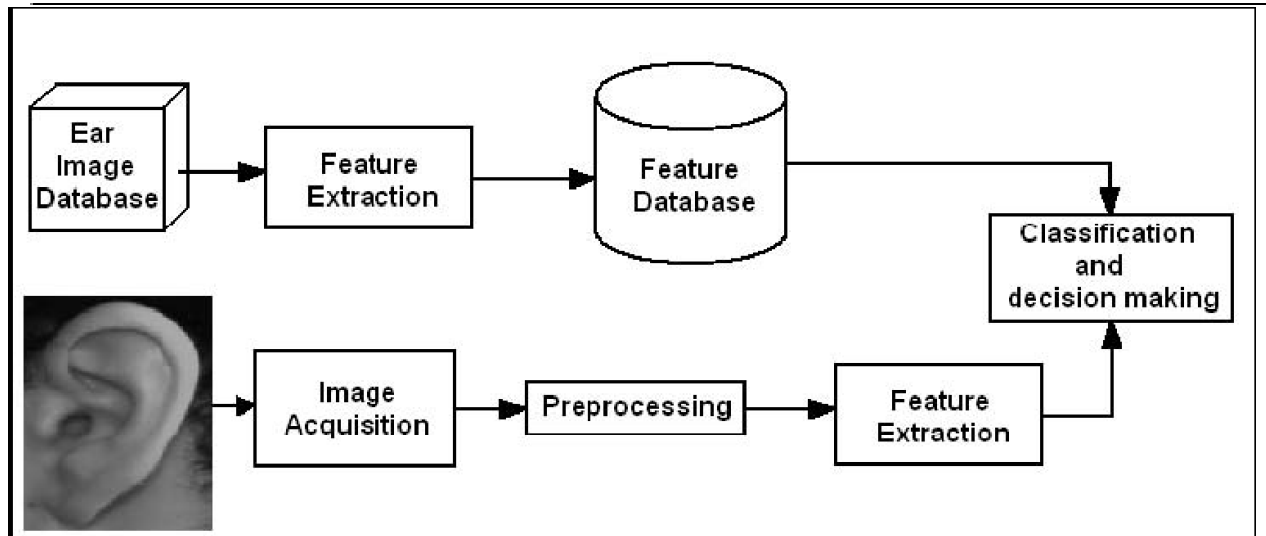 Ear
Image
Database
Feature
Extraction
Feature
Database
Classification
and
decision making
Image
Acquisition
Preprocessing
Feature
Extraction